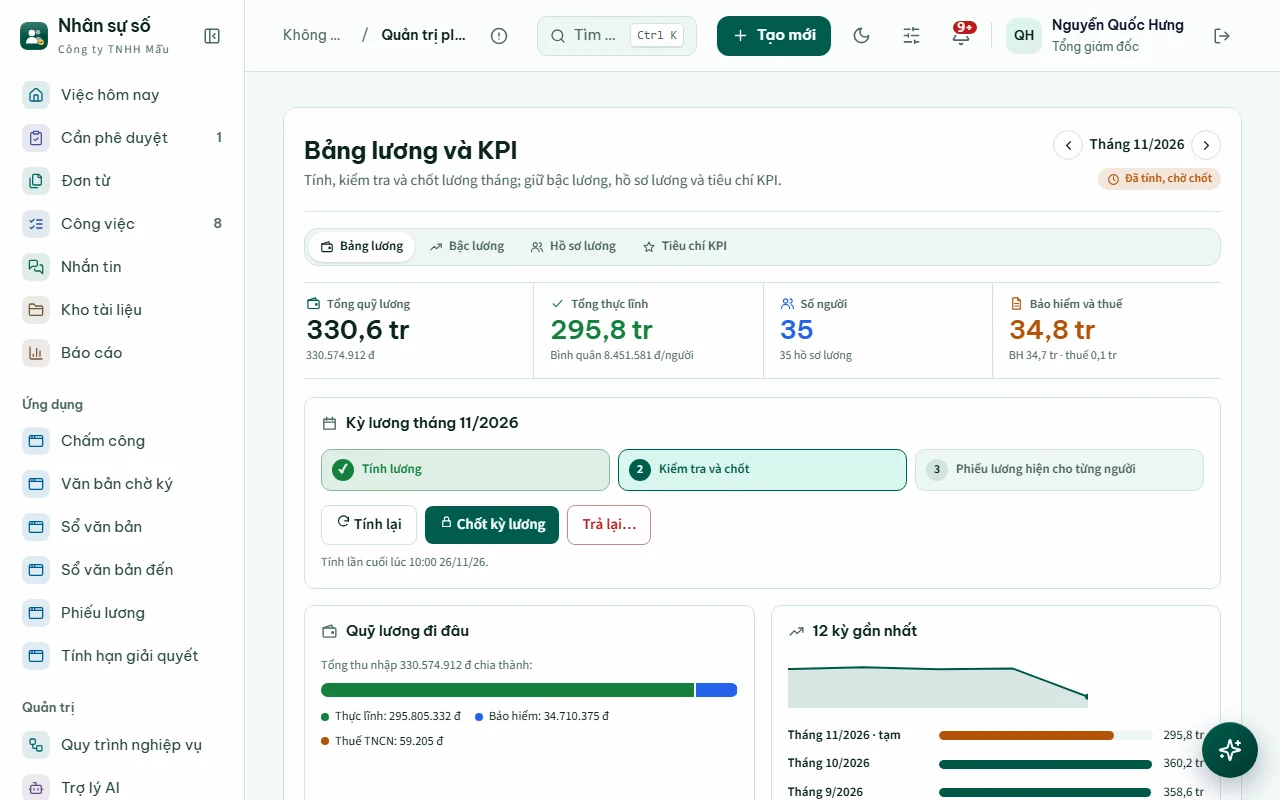 Nhân sự số
Công ty TNHH Mẫu
Việc hôm nay
Cần phê duyệt 1
Đơn từ
Công việc 8
Nhắn tin
Kho tài liệu
Báo cáo
Ứng dụng
Chấm công
Văn bản chờ ký
Sổ văn bản
Sổ văn bản đến
Phiếu lương
Tính hạn giải quyết
Quản trị
Quy trình nghiệp vụ
Trợ lý AI
Không ... / Quản trị pl...
Tìm ... Ctrl K
Tạo mới
9+
QH
Nguyễn Quốc Hưng
Tổng giám đốc
Bảng lương và KPI
Tính, kiểm tra và chốt lương tháng; giữ bậc lương, hồ sơ lương và tiêu chí KPI.
Tháng 11/2026
Đã tính, chờ chốt
Bảng lương Bậc lương Hồ sơ lương Tiêu chí KPI
Tổng quỹ lương
330,6 tr
330.574.912 đ
Tổng thực lĩnh
295,8 tr
Bình quân 8.451.581 đ/người
Số người
35
35 hồ sơ lương
Bảo hiểm và thuế
34,8 tr
BH 34,7 tr · thuế 0,1 tr
Kỳ lương tháng 11/2026
Tính lương
2 Kiểm tra và chốt
3 Phiếu lương hiện cho từng người
Tính lại
Chốt kỳ lương
Trả lại...
Tính lần cuối lúc 10:00 26/11/26.
Quỹ lương đi đâu
Tổng thu nhập 330.574.912 đ chia thành:
Thực lĩnh: 295.805.332 đ Bảo hiểm: 34.710.375 đ
Thuế TNCN: 59.205 đ
12 kỳ gần nhất
Tháng 11/2026 · tạm 295,8 tr
Tháng 10/2026 360,2 tr
Tháng 9/2026 358,6 tr